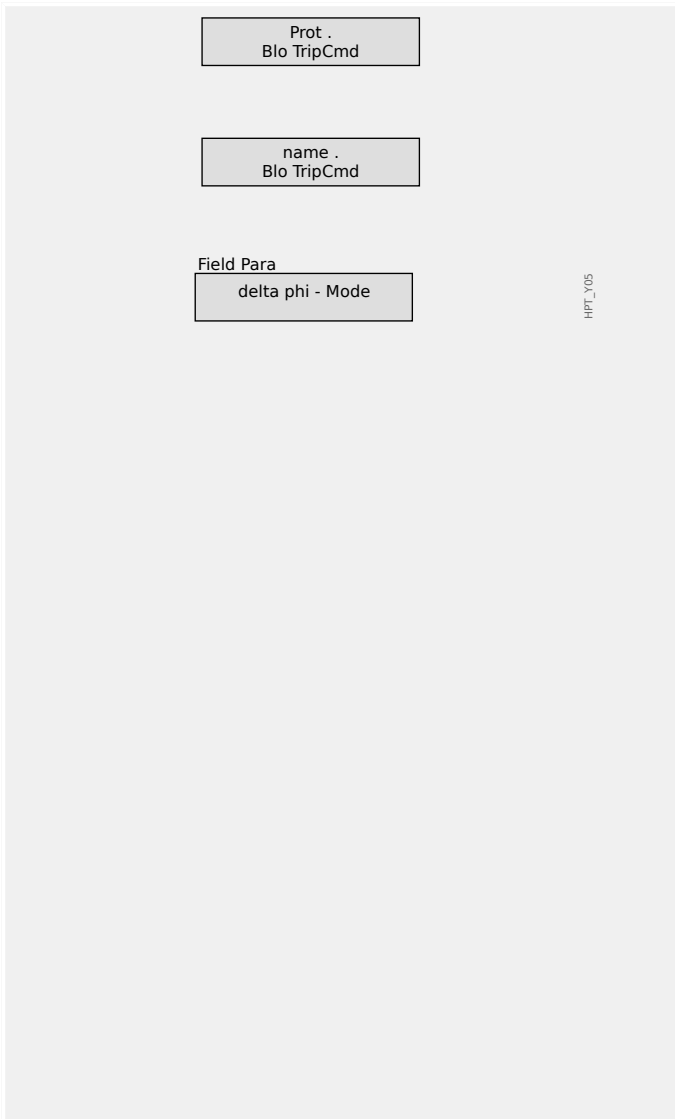 Prot .
Blo TripCmd
name .
Blo TripCmd
Field Para
delta phi - Mode
HPT_Y05